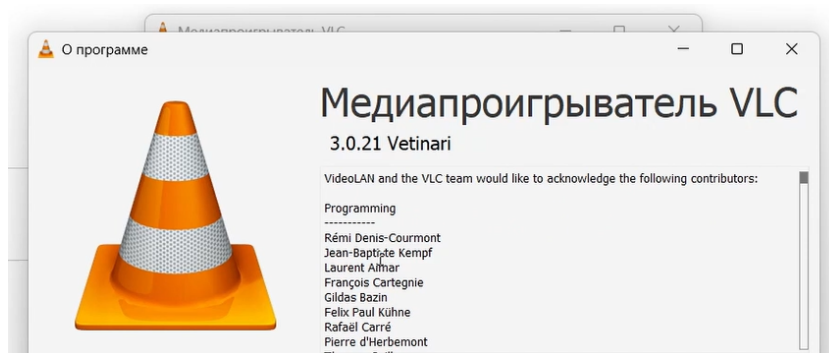 О программе
Медиапроигрыватель VLC
3.0.21 Vetinari
VideoLAN and the VLC team would like to acknowledge the following contributors:
Programming
-----------
Rémi Denis-Courmont
Jean-Baptiste Kempf
Laurent Aimar
François Cartegnie
Gildas Bazin
Felix Paul Kühne
Rafaël Carré
Pierre d'Herbemont